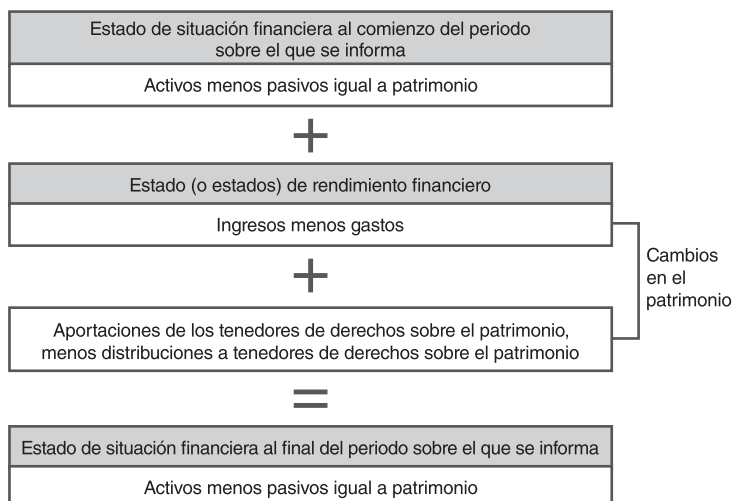 Estado de situación financiera al comienzo del periodo
sobre el que se informa
Activos menos pasivos igual a patrimonio
+
Estado (o estados) de rendimiento financiero
Ingresos menos gastos
+
Cambios
en el
patrimonio
Aportaciones de los tenedores de derechos sobre el patrimonio,
menos distribuciones a tenedores de derechos sobre el patrimonio
=
Estado de situación financiera al final del periodo sobre el que se informa
Activos menos pasivos igual a patrimonio